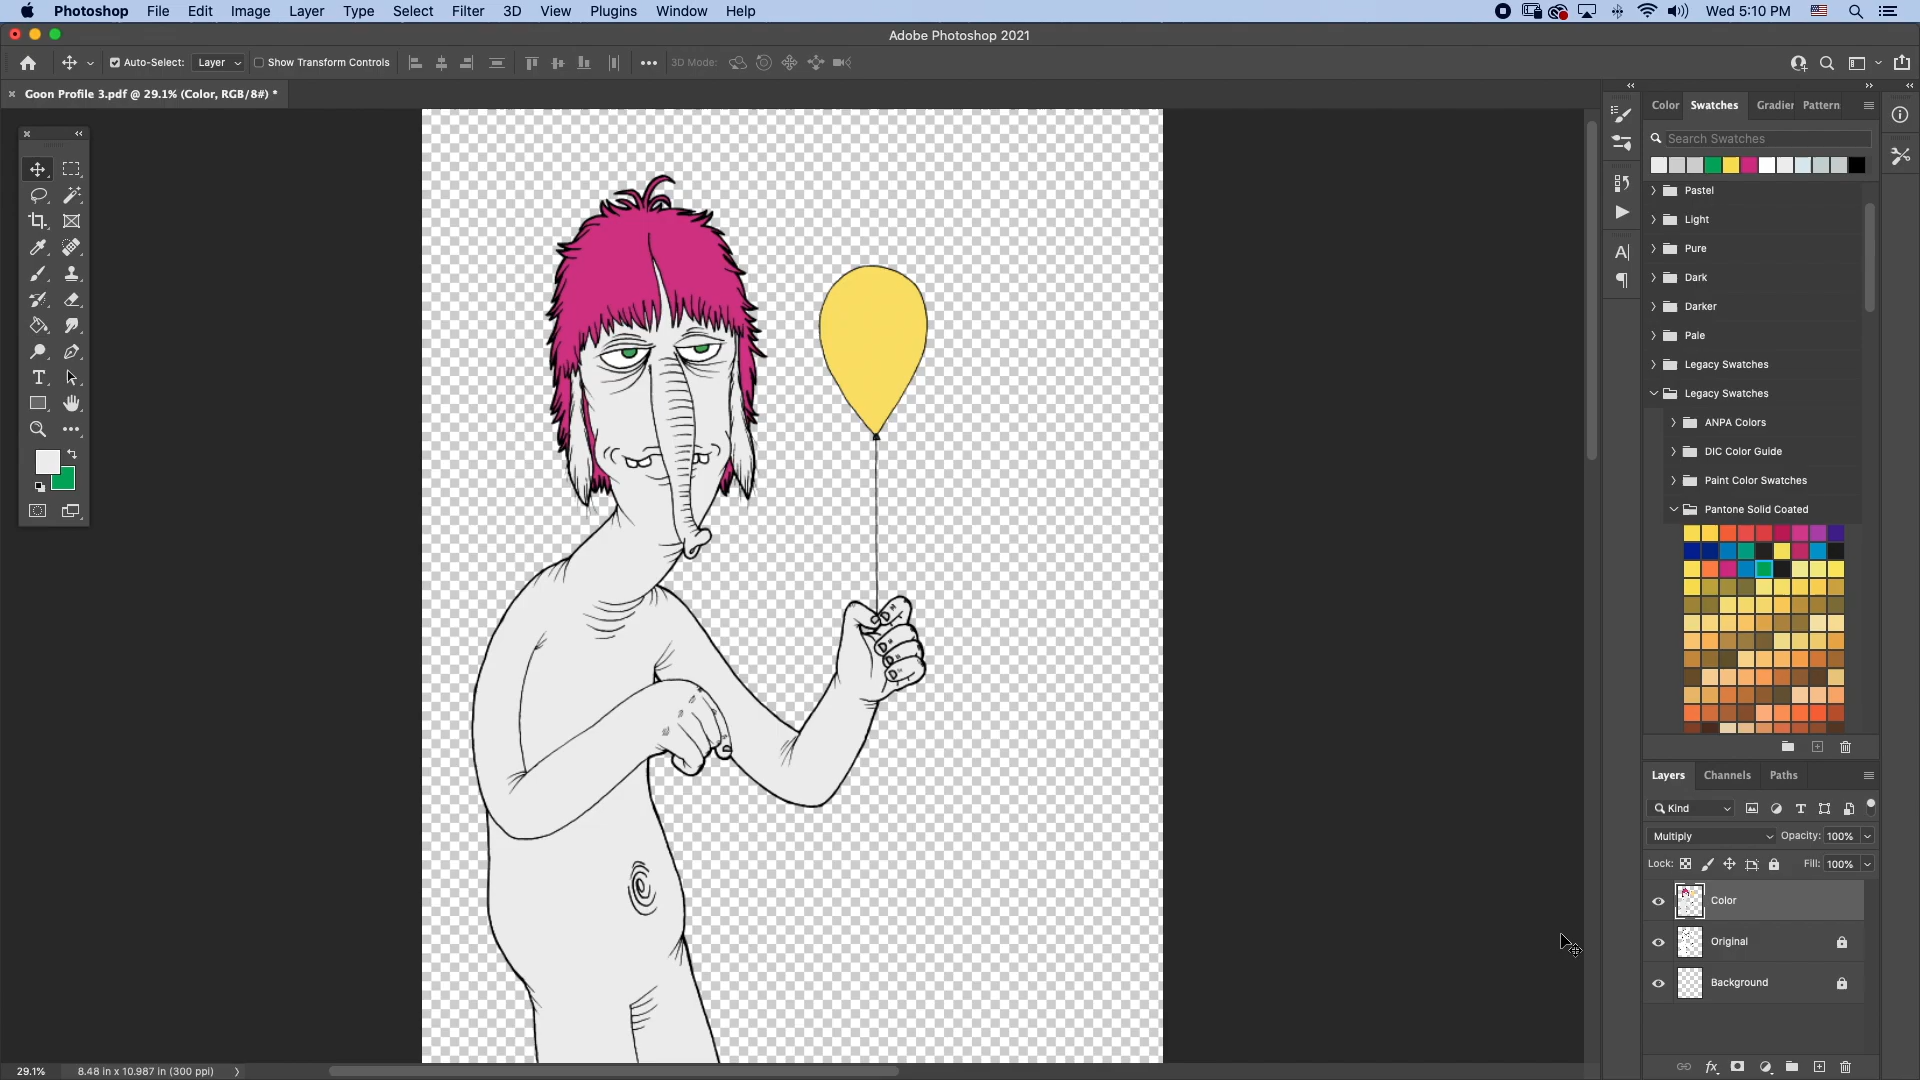 Photoshop File Edit Image Layer Type Select Filter 3D View Plugins Window Help Wed 5:10 PM
Adobe Photoshop 2021
Auto-Select: Layer Show Transform Controls 3D Mode:
Goon Profile 3.pdf @ 29.1% (Color, RGB/8#) *
Color Swatches Gradier Pattern
Search Swatches
Pastel
Light
Pure
Dark
Darker
Pale
Legacy Swatches
Legacy Swatches
ANPA Colors
DIC Color Guide
Paint Color Swatches
Pantone Solid Coated
Layers Channels Paths
Kind
Multiply Opacity: 100%
Lock: Fill: 100%
Color
Original
Background
29.1% 8.48 in x 10.987 in (300 ppi)